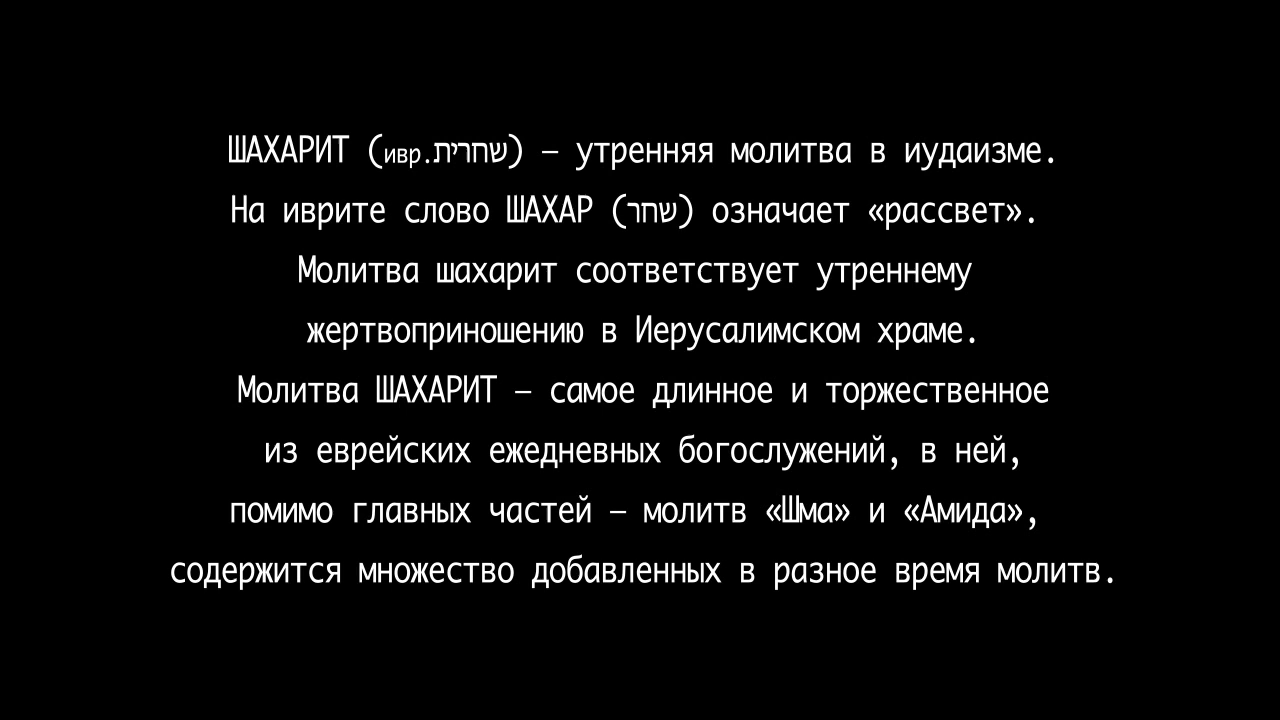 ШАХАРИТ (ивр.שחרית) – утренняя молитва в иудаизме.
На иврите слово ШАХАР (שחר) означает «рассвет».
Молитва шахарит соответствует утреннему
жертвоприношению в Иерусалимском храме.
Молитва ШАХАРИТ – самое длинное и торжественное
из еврейских ежедневных богослужений, в ней,
помимо главных частей – молитв «Шма» и «Амида»,
содержится множество добавленных в разное время молитв.